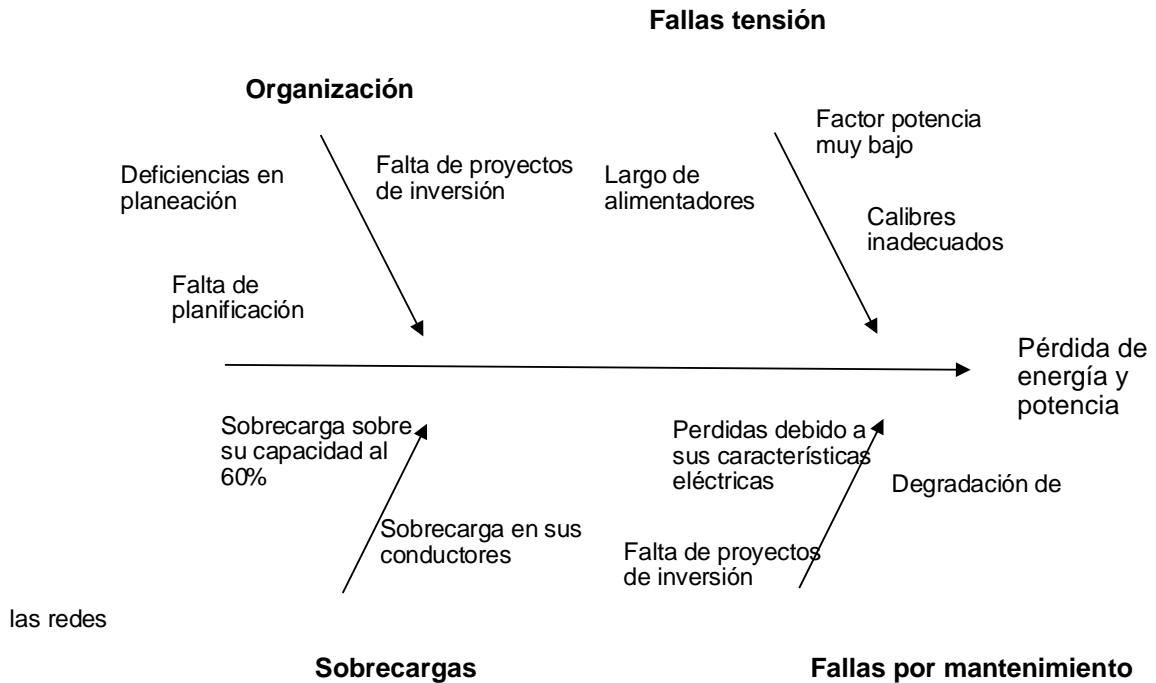 Fallas tensión
Organización
Factor potencia
muy bajo
Deficiencias en
planeación
Falta de proyectos
de inversión
Largo de
alimentadores
Calibres
inadecuados
Falta de
planificación
Pérdida de
energía y
potencia
Sobrecarga sobre
su capacidad al
60%
Perdidas debido a
sus características
eléctricas
Degradación de
Sobrecarga en sus
conductores
Falta de proyectos
de inversión
las redes
Sobrecargas
Fallas por mantenimiento